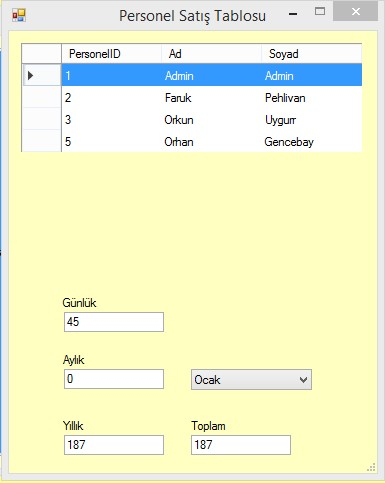 Personel Satış Tablosu
PersonelID Ad Soyad
1 Admin Admin
2 Faruk Pehlivan
3 Orkun Uygurr
5 Orhan Gencebay
Günlük
45
Aylık
0 Ocak
Yıllık Toplam
187 187